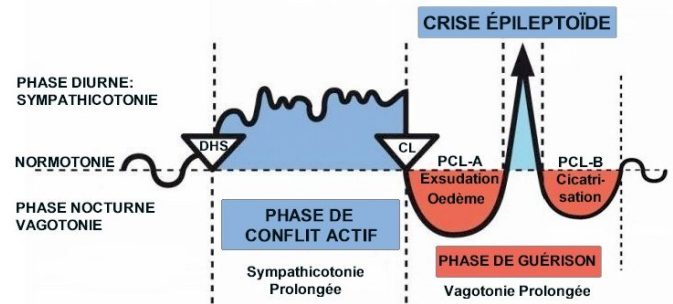 CRISE ÉPILEPTOÏDE
PHASE DIURNE:
SYMPATHICOTONIE
DHS
CL
NORMOTONIE
PCL-A
Exsudation
Oedème
PCL-B
Cicatri-
sation
PHASE NOCTURNE
VAGOTONIE
PHASE DE
CONFLIT ACTIF
PHASE DE GUÉRISON
Sympathicotonie
Prolongée
Vagotonie Prolongée